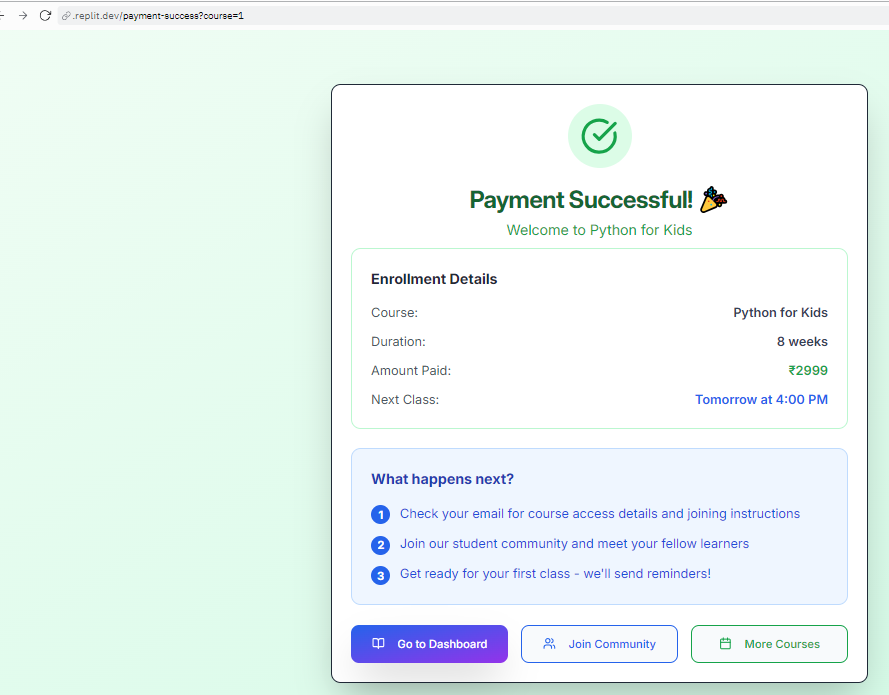 .replit.dev/payment-success?course=1
Payment Successful! 🎉
Welcome to Python for Kids
Enrollment Details
Course: Python for Kids
Duration: 8 weeks
Amount Paid: ₹2999
Next Class: Tomorrow at 4:00 PM
What happens next?
1 Check your email for course access details and joining instructions
2 Join our student community and meet your fellow learners
3 Get ready for your first class - we'll send reminders!
Go to Dashboard Join Community More Courses